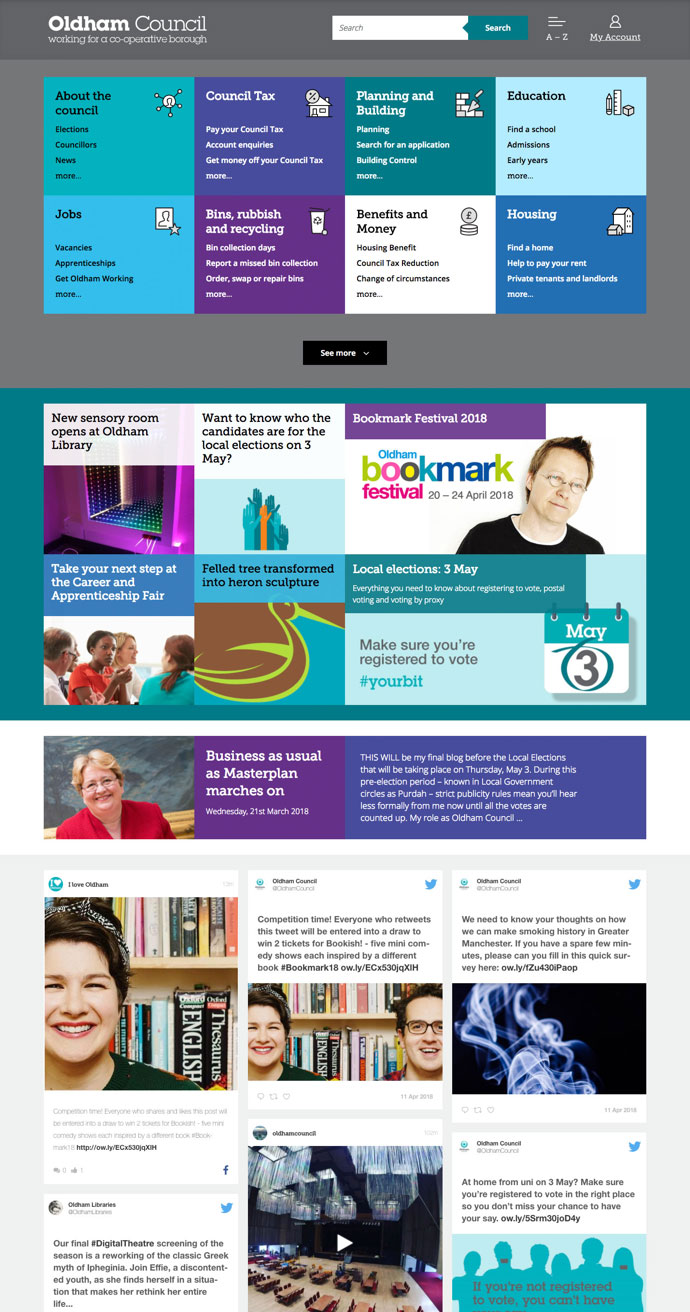 Oldham Council
working for a co-operative borough
Search
Search
A – Z
My Account
About the
council
Elections
Councillors
News
more...
Council Tax
Pay your Council Tax
Account enquiries
Get money off your Council Tax
more...
Planning and
Building
Planning
Search for an application
Building Control
more...
Education
Find a school
Admissions
Early years
more...
Jobs
Vacancies
Apprenticeships
Get Oldham Working
more...
Bins, rubbish
and recycling
Bin collection days
Report a missed bin collection
Order, swap or repair bins
more...
Benefits and
Money
Housing Benefit
Council Tax Reduction
Change of circumstances
more...
Housing
Find a home
Help to pay your rent
Private tenants and landlords
more...
See more
New sensory room
opens at Oldham
Library
Want to know who the
candidates are for the
local elections on 3
May?
Bookmark Festival 2018
Oldham
bookmark
festival 20 – 24 April 2018
Take your next step at
the Career and
Apprenticeship Fair
Felled tree transformed
into heron sculpture
Local elections: 3 May
Everything you need to know about registering to vote, postal
voting and voting by proxy
Make sure you're
registered to vote
#yourbit
May
3
Business as usual
as Masterplan
marches on
Wednesday, 21st March 2018
THIS WILL be my final blog before the Local Elections
that will be taking place on Thursday, May 3. During this
pre-election period – known in Local Government
circles as Purdah – strict publicity rules mean you'll hear
less formally from me now until all the votes are
counted up. My role as Oldham Council ...
I love Oldham
Oxford
Compact
Oxford
ENGLISH
Thesaurus
Competition time! Everyone who shares and likes this post will
be entered into a draw to win 2 tickets for Bookish! - five mini
comedy shows each inspired by a different book #Book-
mark18 http://ow.ly/ECx530jqXIH
0
1
Oldham Libraries
@OldhamLibraries
Our final #DigitalTheatre screening of the
season is a reworking of the classic Greek
myth of Ipheginia. Join Effie, a discontent-
ed youth, as she finds herself in a situa-
tion that makes her rethink her entire
life...
Oldham Council
@OldhamCouncil
Competition time! Everyone who retweets
this tweet will be entered into a draw to
win 2 tickets for Bookish! - five mini com-
edy shows each inspired by a different
book #Bookmark18 ow.ly/ECx530jqXIH
ENGLISH
Thesaurus
11 Apr 2018
oldhamcouncil
Oldham Council
@OldhamCouncil
We need to know your thoughts on how
we can make smoking history in Greater
Manchester. If you have a spare few min-
utes, please can you fill in this quick sur-
vey here: ow.ly/fZu430iPaop
11 Apr 2018
Oldham Council
@OldhamCouncil
At home from uni on 3 May? Make sure
you're registered to vote in the right place
so you don't miss your chance to have
your say. ow.ly/5Srm30joD4y
If you're not registered
to vote, you can't have